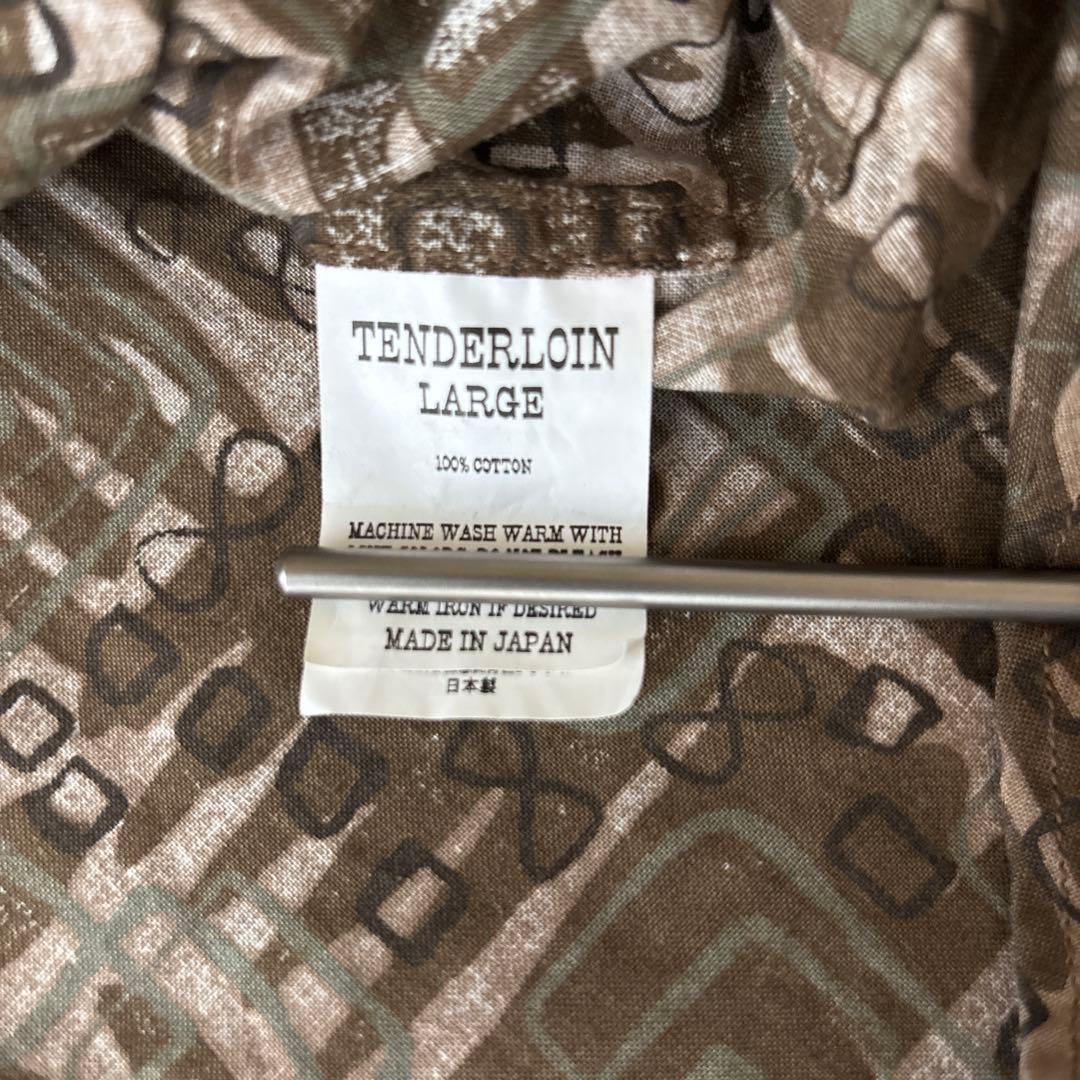 TENDERLOIN
LARGE
100% COTTON
MACHINE WASH WARM WITH
WARM IRON IF DESIRED
MADE IN JAPAN
日本製